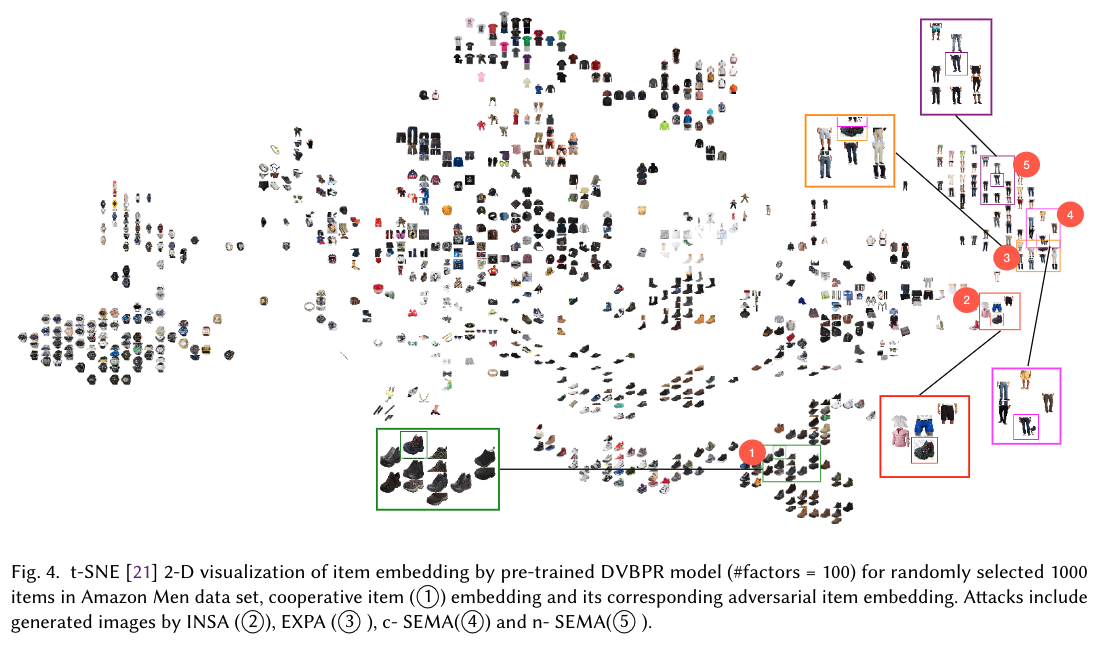 5
4
3
2
1
Fig. 4. t-SNE [21] 2-D visualization of item embedding by pre-trained DVBPR model (#factors = 100) for randomly selected 1000
items in Amazon Men data set, cooperative item (①) embedding and its corresponding adversarial item embedding. Attacks include
generated images by INSA (②), EXPA (③ ), c- SEMA(④) and n- SEMA(⑤ ).